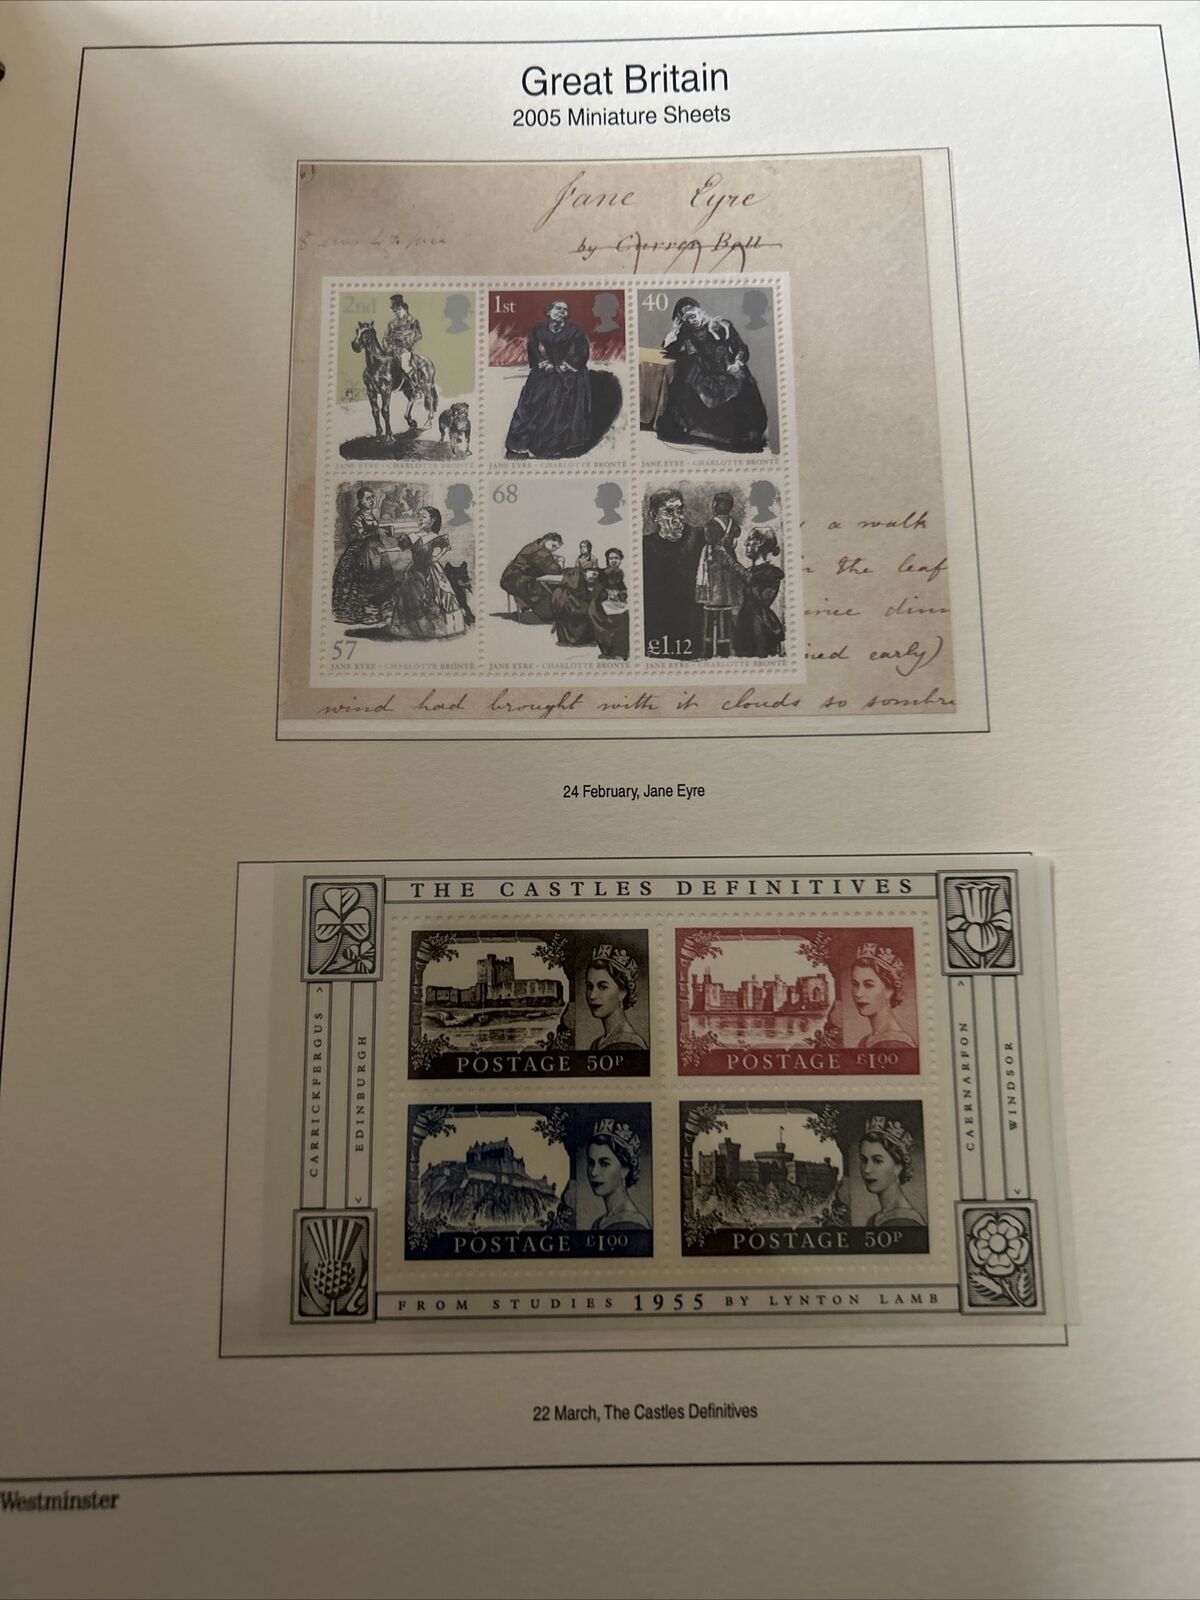 Great Britain
2005 Miniature Sheets
Jane Eyre
by Currer Bell
2nd
1st
40
JANE EYRE • CHARLOTTE BRONTË
JANE EYRE • CHARLOTTE BRONTË
JANE EYRE • CHARLOTTE BRONTË
68
57
£1.12
JANE EYRE • CHARLOTTE BRONTË
JANE EYRE • CHARLOTTE BRONTË
JANE EYRE • CHARLOTTE BRONTË
a walk
the leaf
early)
wind had brought with it clouds so sombre
24 February, Jane Eyre
THE CASTLES DEFINITIVES
CARRICKFERGUS >
< EDINBURGH
CAERNARFON >
< WINDSOR
POSTAGE 50P
POSTAGE £1.00
POSTAGE £1.00
POSTAGE 50P
FROM STUDIES 1955 BY LYNTON LAMB
22 March, The Castles Definitives
Westminster